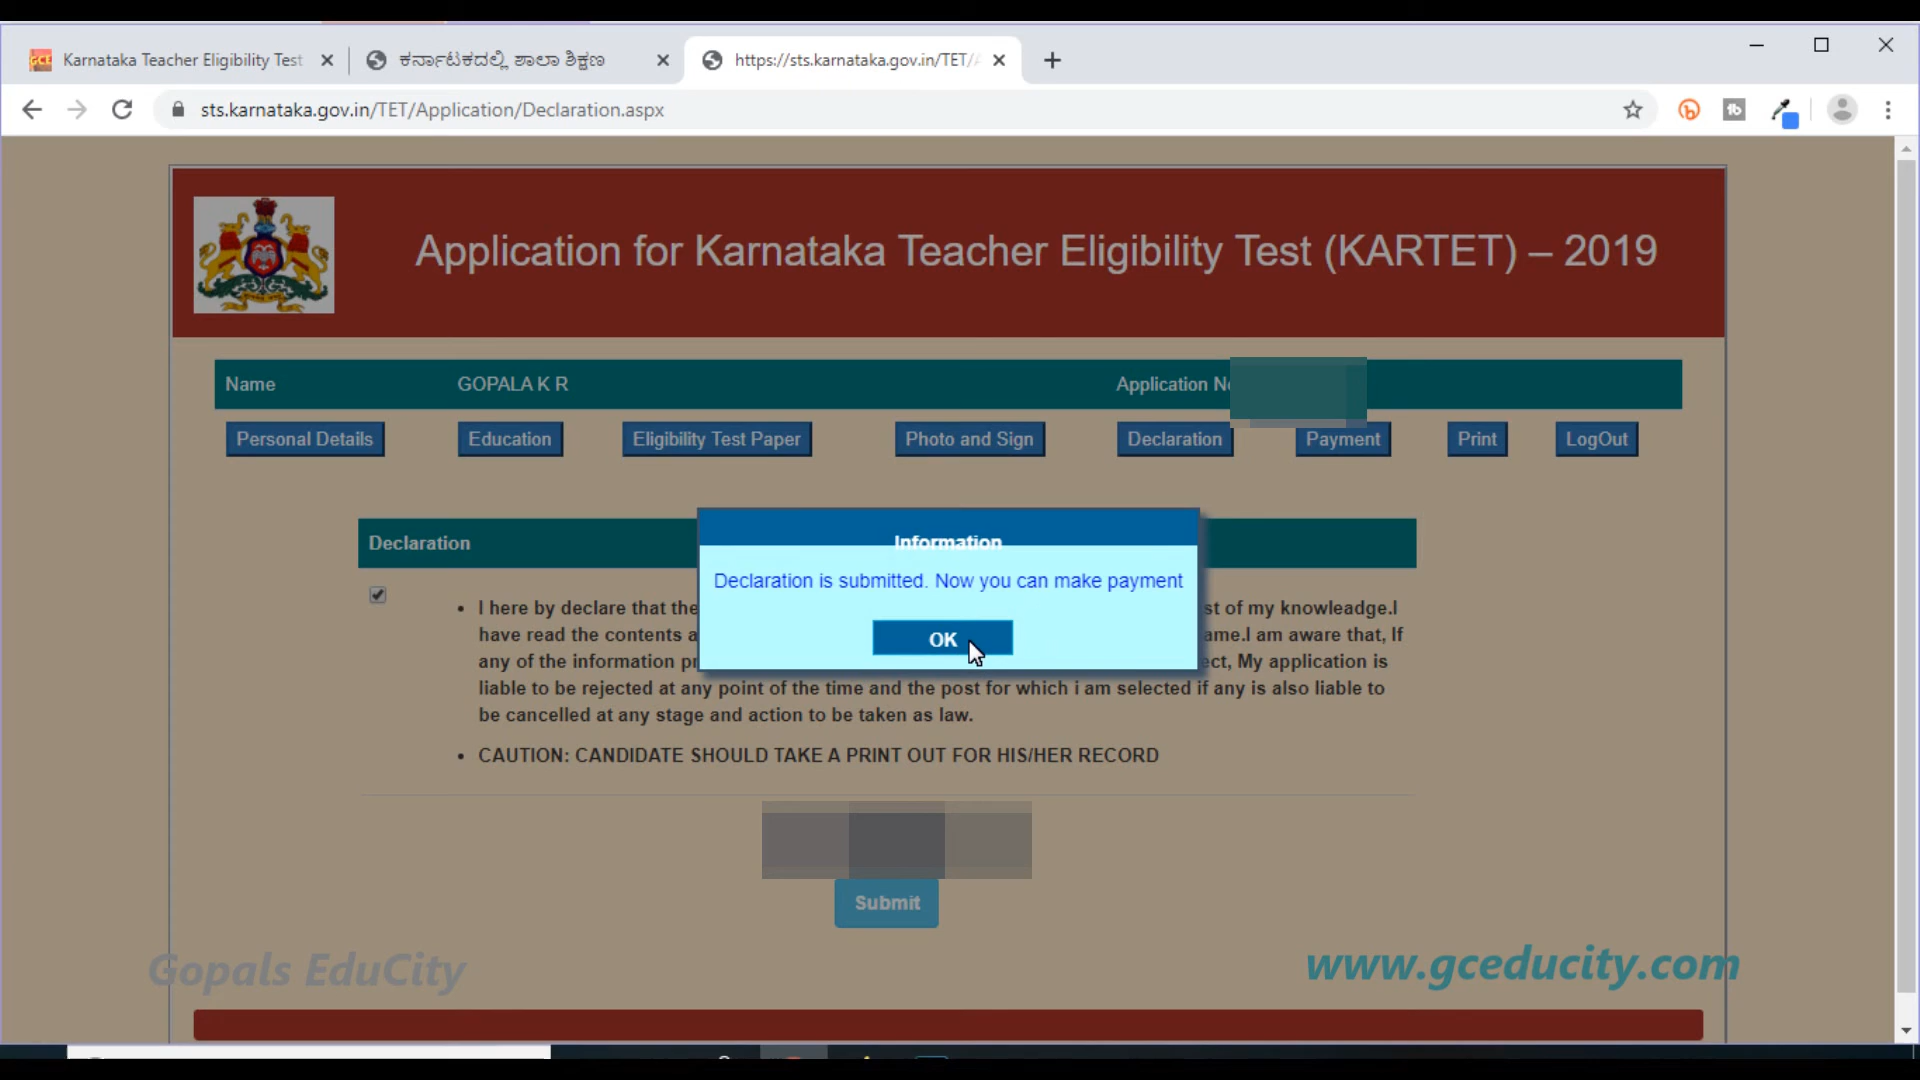 Karnataka Teacher Eligibility Test
ಕರ್ನಾಟಕದಲ್ಲಿ ಶಾಲಾ ಶಿಕ್ಷಣ
https://sts.karnataka.gov.in/TET/
sts.karnataka.gov.in/TET/Application/Declaration.aspx
Application for Karnataka Teacher Eligibility Test (KARTET) – 2019
Name GOPALA K R Application No
Personal Details Education Eligibility Test Paper Photo and Sign Declaration Payment Print LogOut
Declaration
Information
Declaration is submitted. Now you can make payment
OK
• I here by declare that the st of my knowleadge.I
have read the contents a ame.I am aware that, If
any of the information pr ect, My application is
liable to be rejected at any point of the time and the post for which i am selected if any is also liable to
be cancelled at any stage and action to be taken as law.
• CAUTION: CANDIDATE SHOULD TAKE A PRINT OUT FOR HIS/HER RECORD
Submit
Gopals EduCity
www.gceducity.com